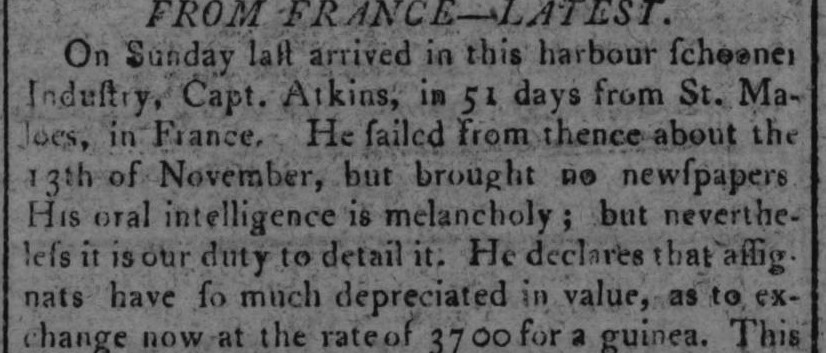 FROM FRANCE—LATEST.
On Sunday laſt arrived in this harbour ſchooner
Induſtry, Capt. Atkins, in 51 days from St. Ma-
loes, in France. He ſailed from thence about the
13th of November, but brought no newſpapers
His oral intelligence is melancholy; but neverthe-
leſs it is our duty to detail it. He declares that aſſig-
nats have ſo much depreciated in value, as to ex-
change now at the rate of 3700 for a guinea. This